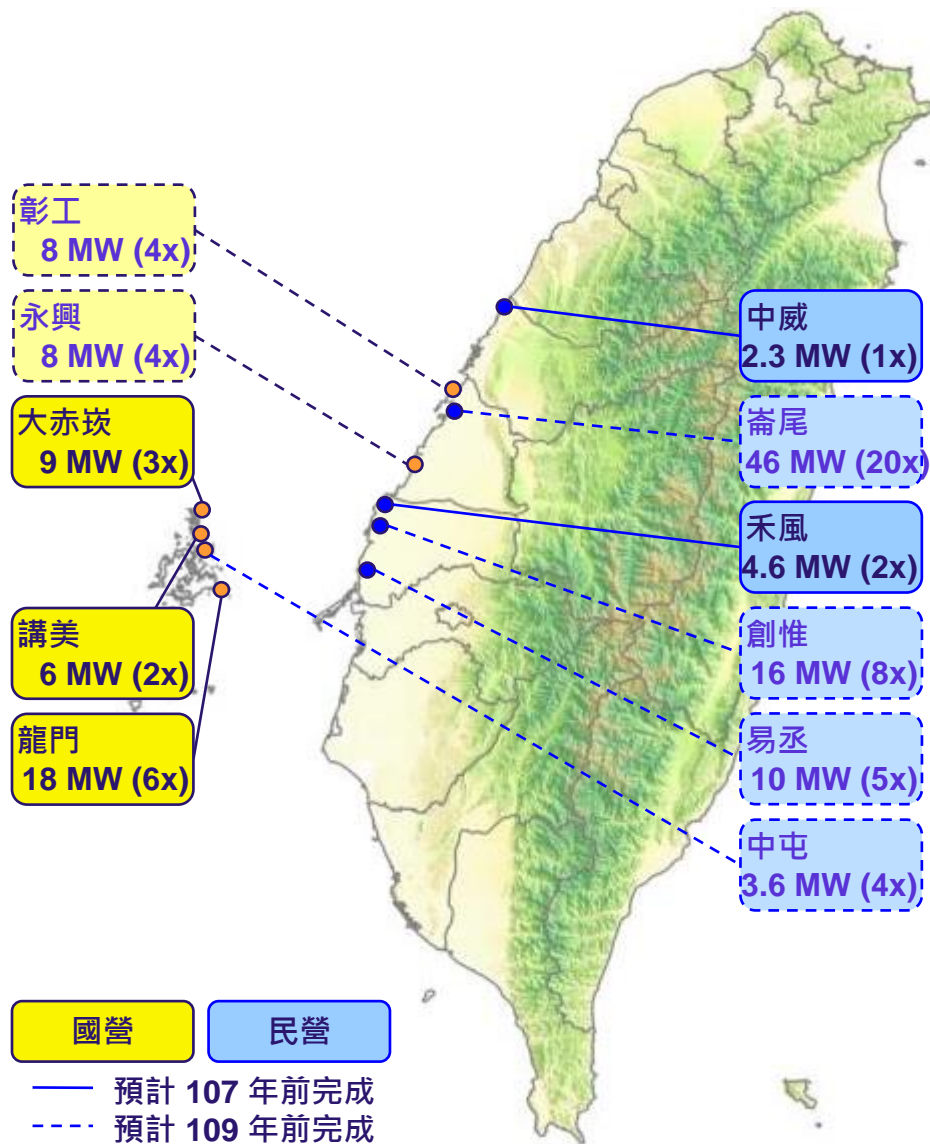 彰工
8 MW (4x)
永興
8 MW (4x)
大赤崁
9 MW (3x)
講美
6 MW (2x)
龍門
18 MW (6x)
中威
2.3 MW (1x)
崙尾
46 MW (20x)
禾風
4.6 MW (2x)
創惟
16 MW (8x)
易丞
10 MW (5x)
中屯
3.6 MW (4x)
國營
民營
預計 107 年前完成
預計 109 年前完成